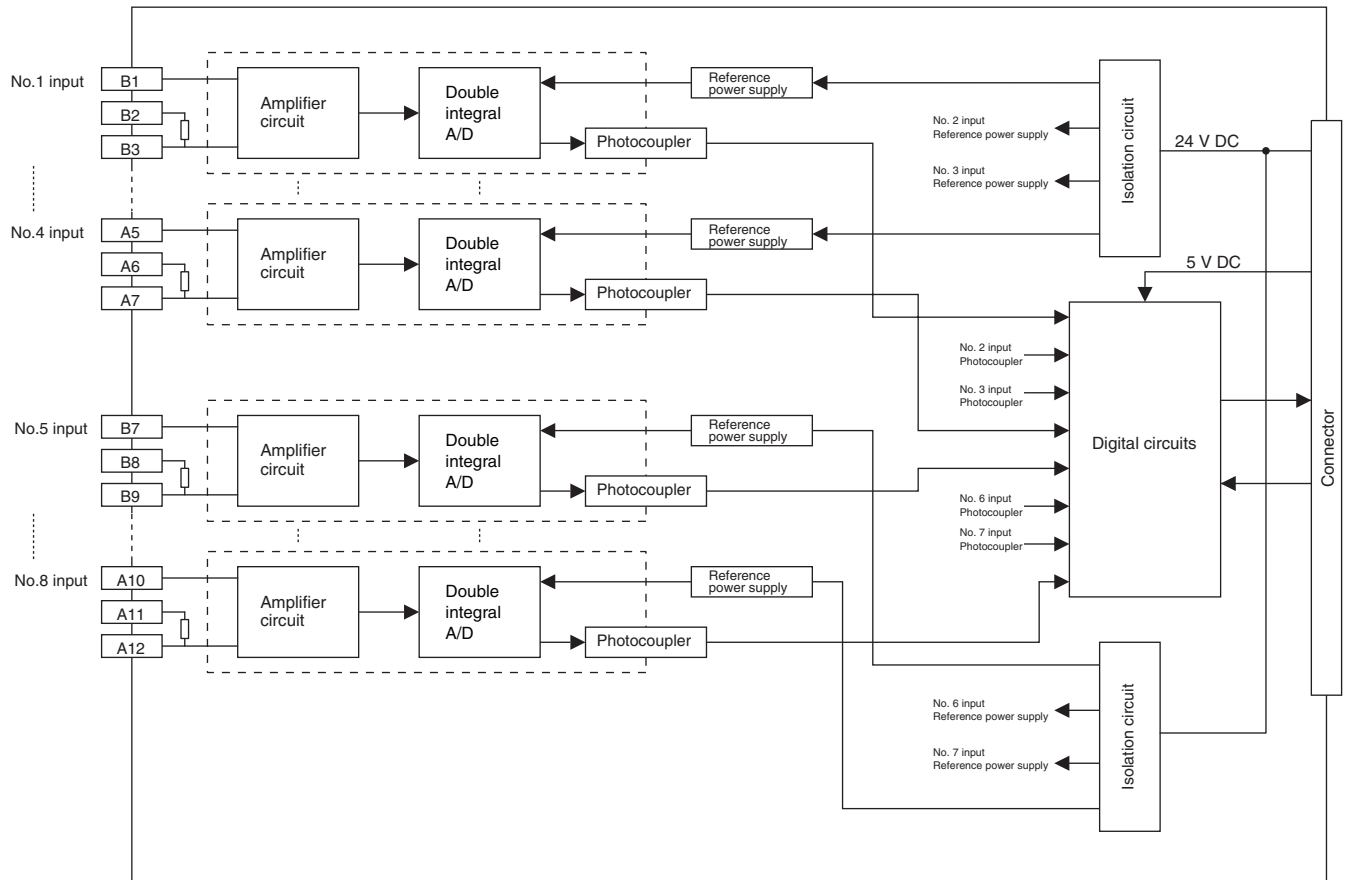 No.1 input
B1
B2
B3
Amplifier
circuit
Double
integral
A/D
Reference
power supply
Photocoupler
No. 2 input
Reference power supply
No. 3 input
Reference power supply
Isolation circuit
24 V DC
No.4 input
A5
A6
A7
Amplifier
circuit
Double
integral
A/D
Reference
power supply
Photocoupler
5 V DC
No. 2 input
Photocoupler
No. 3 input
Photocoupler
Digital circuits
Connector
No.5 input
B7
B8
B9
Amplifier
circuit
Double
integral
A/D
Reference
power supply
Photocoupler
No. 6 input
Photocoupler
No. 7 input
Photocoupler
No.8 input
A10
A11
A12
Amplifier
circuit
Double
integral
A/D
Reference
power supply
Photocoupler
No. 6 input
Reference power supply
No. 7 input
Reference power supply
Isolation circuit